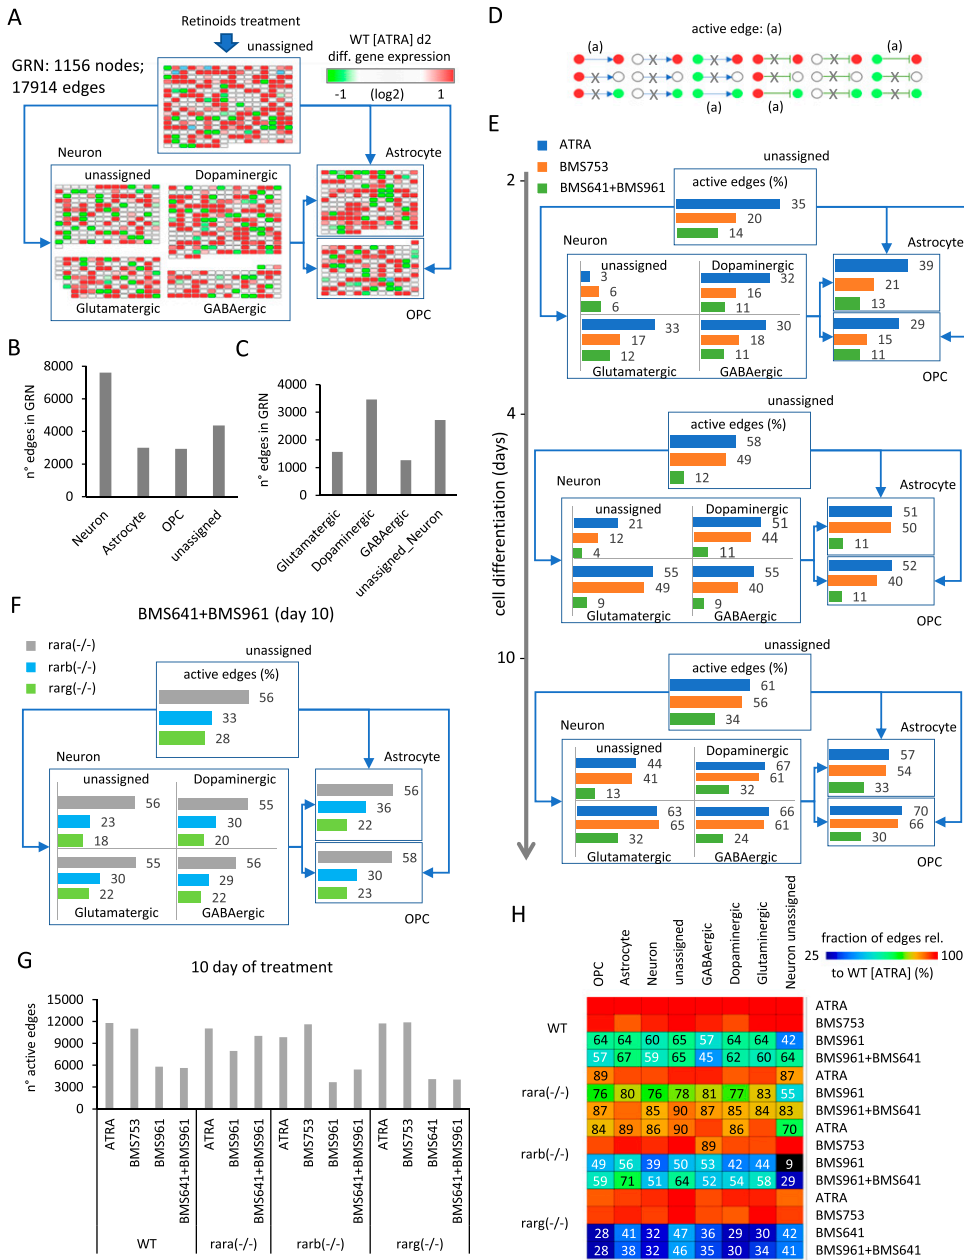 A
Retinoids treatment
unassigned
WT [ATRA] d2
diff. gene expression
-1 (log2) 1
GRN: 1156 nodes;
17914 edges
Neuron
unassigned
Dopaminergic
Astrocyte
Glutamatergic
GABAergic
OPC
B
n° edges in GRN
8000
6000
4000
2000
0
Neuron
Astrocyte
OPC
unassigned
C
n° edges in GRN
4000
3000
2000
1000
0
Glutamatergic
Dopaminergic
GABAergic
unassigned_Neuron
D
active edge: (a)
(a) (a)
X X X X
X X X X X X
X X X X
(a) (a)
E
ATRA
BMS753
BMS641+BMS961
cell differentiation (days)
2
unassigned
active edges (%)
35
20
14
Neuron
unassigned
3
6
6
Dopaminergic
32
16
11
33
17
12
Glutamatergic
30
18
11
GABAergic
Astrocyte
39
21
13
29
15
11
OPC
4
unassigned
active edges (%)
58
49
12
Neuron
unassigned
21
12
4
Dopaminergic
51
44
11
55
49
9
Glutamatergic
55
40
9
GABAergic
Astrocyte
51
50
11
52
40
11
OPC
10
unassigned
active edges (%)
61
56
34
Neuron
unassigned
44
41
13
Dopaminergic
67
61
32
63
65
32
Glutamatergic
66
61
24
GABAergic
Astrocyte
57
54
33
70
66
30
OPC
F
BMS641+BMS961 (day 10)
rara(-/-)
rarb(-/-)
rarg(-/-)
unassigned
active edges (%)
56
33
28
Neuron
unassigned
56
23
18
Dopaminergic
55
30
20
55
30
22
Glutamatergic
56
29
22
GABAergic
Astrocyte
56
36
22
58
30
23
OPC
G
10 day of treatment
n° active edges
15000
12000
9000
6000
3000
0
ATRA
BMS753
BMS961
BMS641+BMS961
ATRA
BMS961
BMS641+BMS961
ATRA
BMS753
BMS961
BMS641+BMS961
ATRA
BMS753
BMS641
BMS641+BMS961
WT rara(-/-) rarb(-/-) rarg(-/-)
H
OPC
Astrocyte
Neuron
unassigned
GABAergic
Dopaminergic
Glutaminergic
Neuron unassigned
fraction of edges rel.
25 100
to WT [ATRA] (%)
WT
ATRA
BMS753
64 64 60 65 57 64 64 42 BMS961
57 67 59 65 45 62 60 64 BMS961+BMS641
rara(-/-)
89 87 ATRA
76 80 76 78 81 77 83 55 BMS961
87 85 90 87 85 84 83 BMS961+BMS641
rarb(-/-)
84 89 86 90 86 70 ATRA
89 BMS753
49 56 39 50 53 42 44 9 BMS961
59 71 51 64 52 54 58 29 BMS961+BMS641
rarg(-/-)
ATRA
BMS753
28 41 32 47 36 29 30 42 BMS641
28 38 32 46 35 30 34 41 BMS961+BMS641